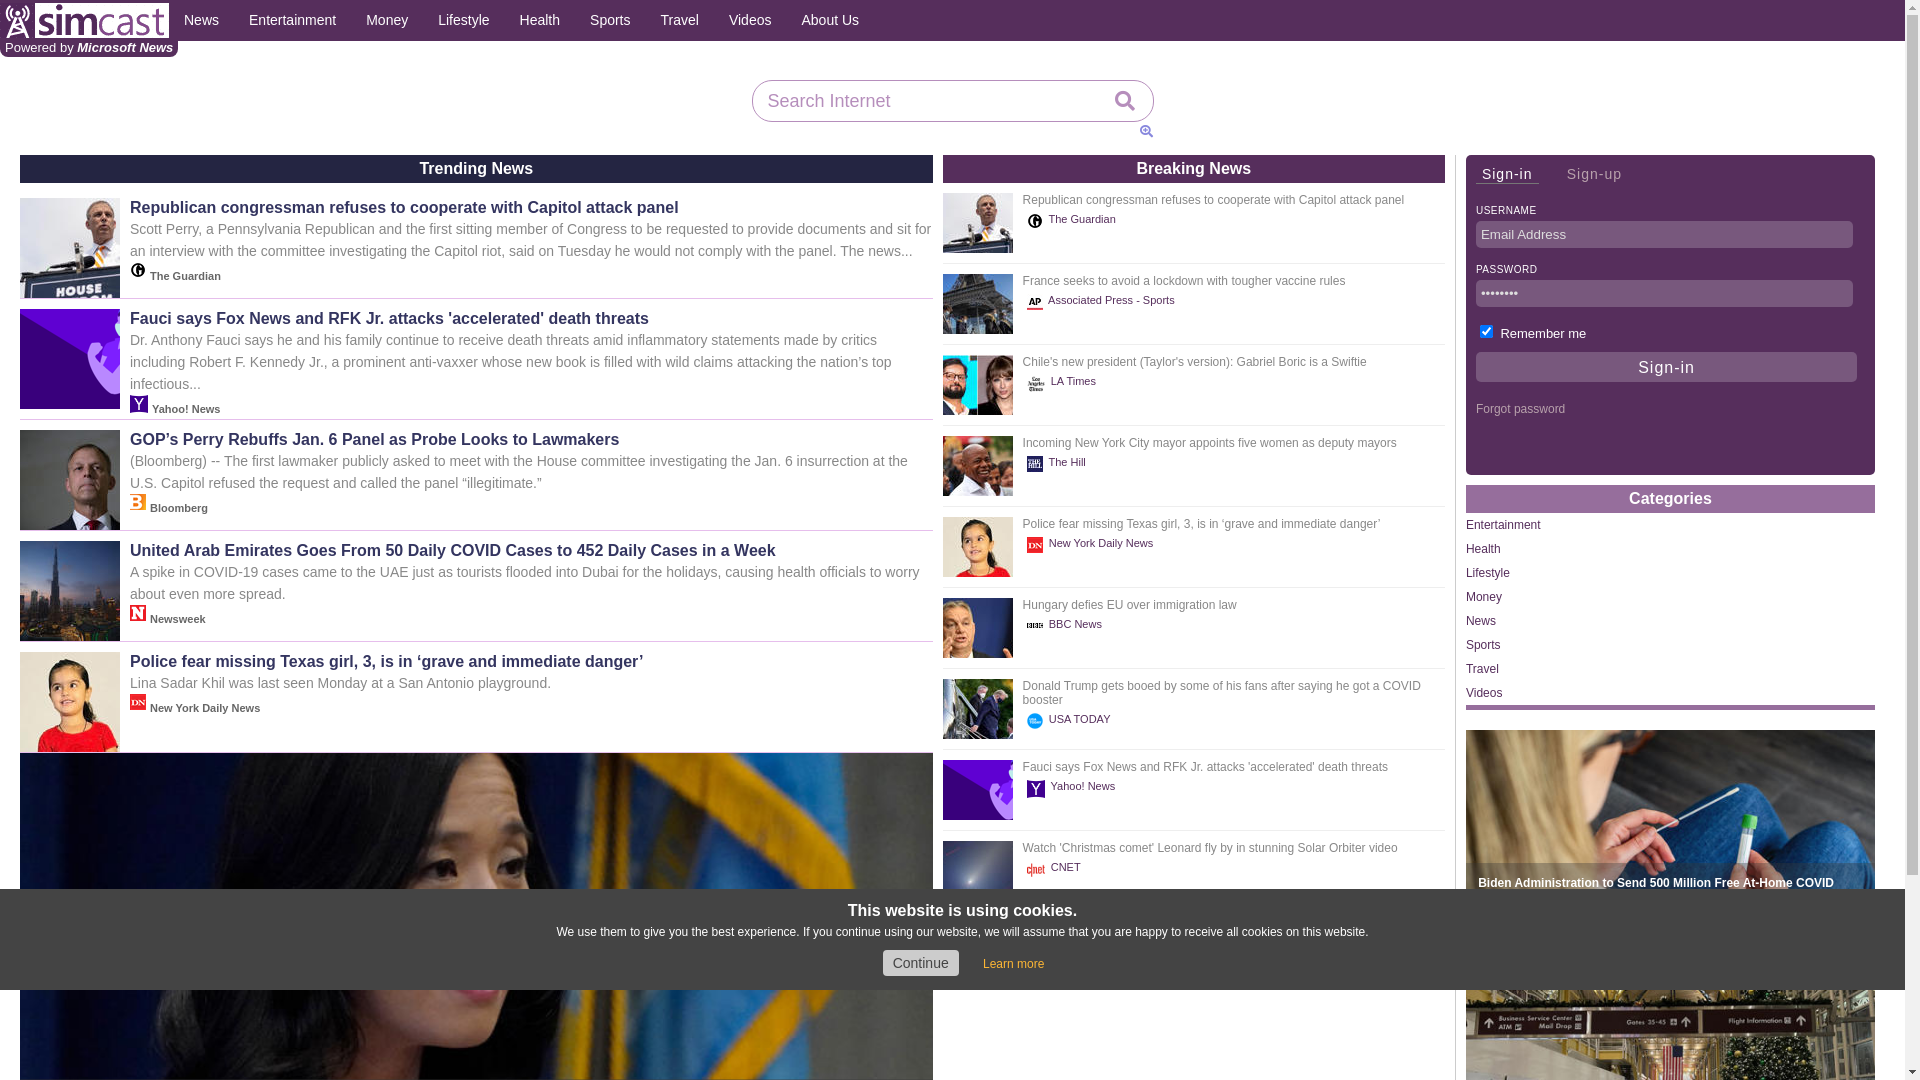 simcast
News
Entertainment
Money
Lifestyle
Health
Sports
Travel
Videos
About Us
Powered by Microsoft News
Search Internet
Trending News
Republican congressman refuses to cooperate with Capitol attack panel
Scott Perry, a Pennsylvania Republican and the first sitting member of Congress to be requested to provide documents and sit for
an interview with the committee investigating the Capitol riot, said on Tuesday he would not comply with the panel. The news...
The Guardian
Fauci says Fox News and RFK Jr. attacks 'accelerated' death threats
Dr. Anthony Fauci says he and his family continue to receive death threats amid inflammatory statements made by critics
including Robert F. Kennedy Jr., a prominent anti-vaxxer whose new book is filled with wild claims attacking the nation’s top
infectious...
Yahoo! News
GOP’s Perry Rebuffs Jan. 6 Panel as Probe Looks to Lawmakers
(Bloomberg) -- The first lawmaker publicly asked to meet with the House committee investigating the Jan. 6 insurrection at the
U.S. Capitol refused the request and called the panel “illegitimate.”
Bloomberg
United Arab Emirates Goes From 50 Daily COVID Cases to 452 Daily Cases in a Week
A spike in COVID-19 cases came to the UAE just as tourists flooded into Dubai for the holidays, causing health officials to worry
about even more spread.
Newsweek
Police fear missing Texas girl, 3, is in ‘grave and immediate danger’
Lina Sadar Khil was last seen Monday at a San Antonio playground.
New York Daily News
Breaking News
Republican congressman refuses to cooperate with Capitol attack panel
The Guardian
France seeks to avoid a lockdown with tougher vaccine rules
Associated Press - Sports
Chile's new president (Taylor's version): Gabriel Boric is a Swiftie
LA Times
Incoming New York City mayor appoints five women as deputy mayors
The Hill
Police fear missing Texas girl, 3, is in ‘grave and immediate danger’
New York Daily News
Hungary defies EU over immigration law
BBC News
Donald Trump gets booed by some of his fans after saying he got a COVID
booster
USA TODAY
Fauci says Fox News and RFK Jr. attacks 'accelerated' death threats
Yahoo! News
Watch 'Christmas comet' Leonard fly by in stunning Solar Orbiter video
CNET
Sign-in
Sign-up
USERNAME
Email Address
PASSWORD
••••••••
Remember me
Sign-in
Forgot password
Categories
Entertainment
Health
Lifestyle
Money
News
Sports
Travel
Videos
Biden Administration to Send 500 Million Free At-Home COVID
This website is using cookies.
We use them to give you the best experience. If you continue using our website, we will assume that you are happy to receive all cookies on this website.
Continue
Learn more
Business Service Center
ATM
Mail Drop
Gates 35-45
Flight Information